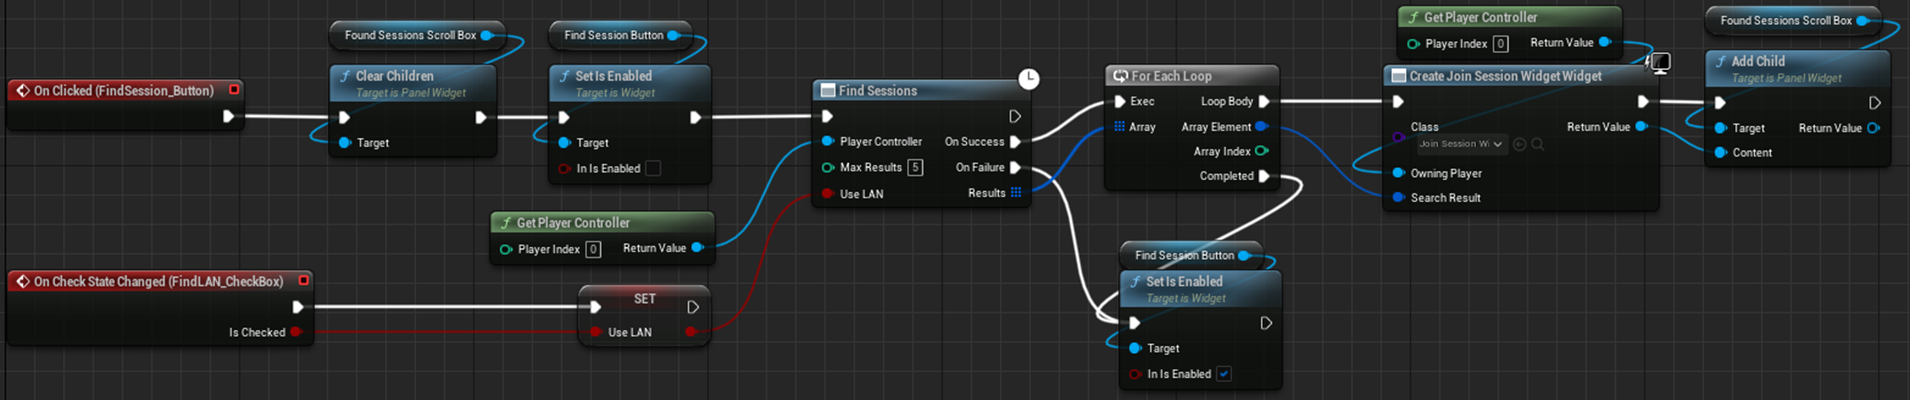 On Clicked (FindSession_Button)
Found Sessions Scroll Box
Clear Children
Target is Panel Widget
Target
Find Session Button
Set Is Enabled
Target is Widget
Target
In Is Enabled
Get Player Controller
Player Index 0 Return Value
On Check State Changed (FindLAN_CheckBox)
Is Checked
SET
Use LAN
Find Sessions
Player Controller On Success
Max Results 5 On Failure
Use LAN Results
For Each Loop
Exec Loop Body
Array Array Element
Array Index
Completed
Find Session Button
Set Is Enabled
Target is Widget
Target
In Is Enabled
Get Player Controller
Player Index 0 Return Value
Create Join Session Widget Widget
Class Return Value
Join Session Wi
Owning Player
Search Result
Found Sessions Scroll Box
Add Child
Target is Panel Widget
Target Return Value
Content